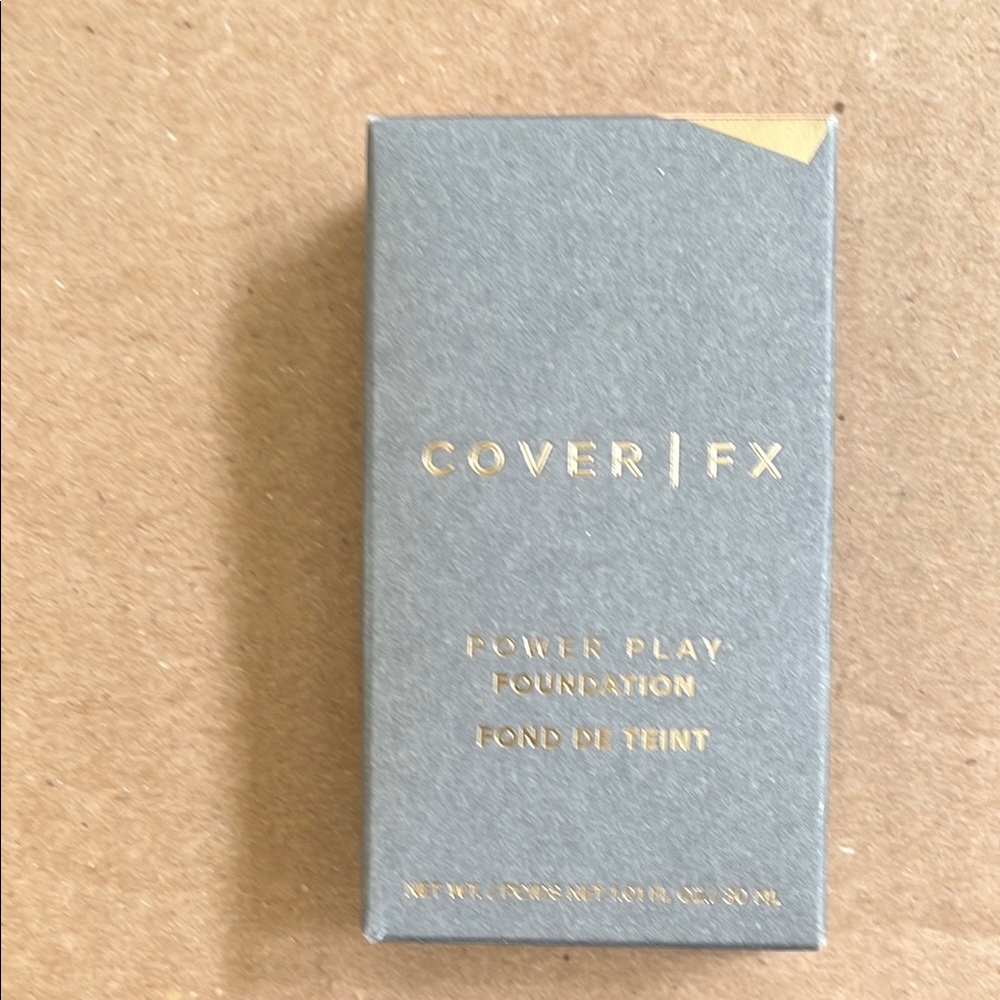 COVER | FX
POWER PLAY
FOUNDATION
FOND DE TEINT
NET WT. / POIDS NET 1.01 FL. OZ./ 30 ML